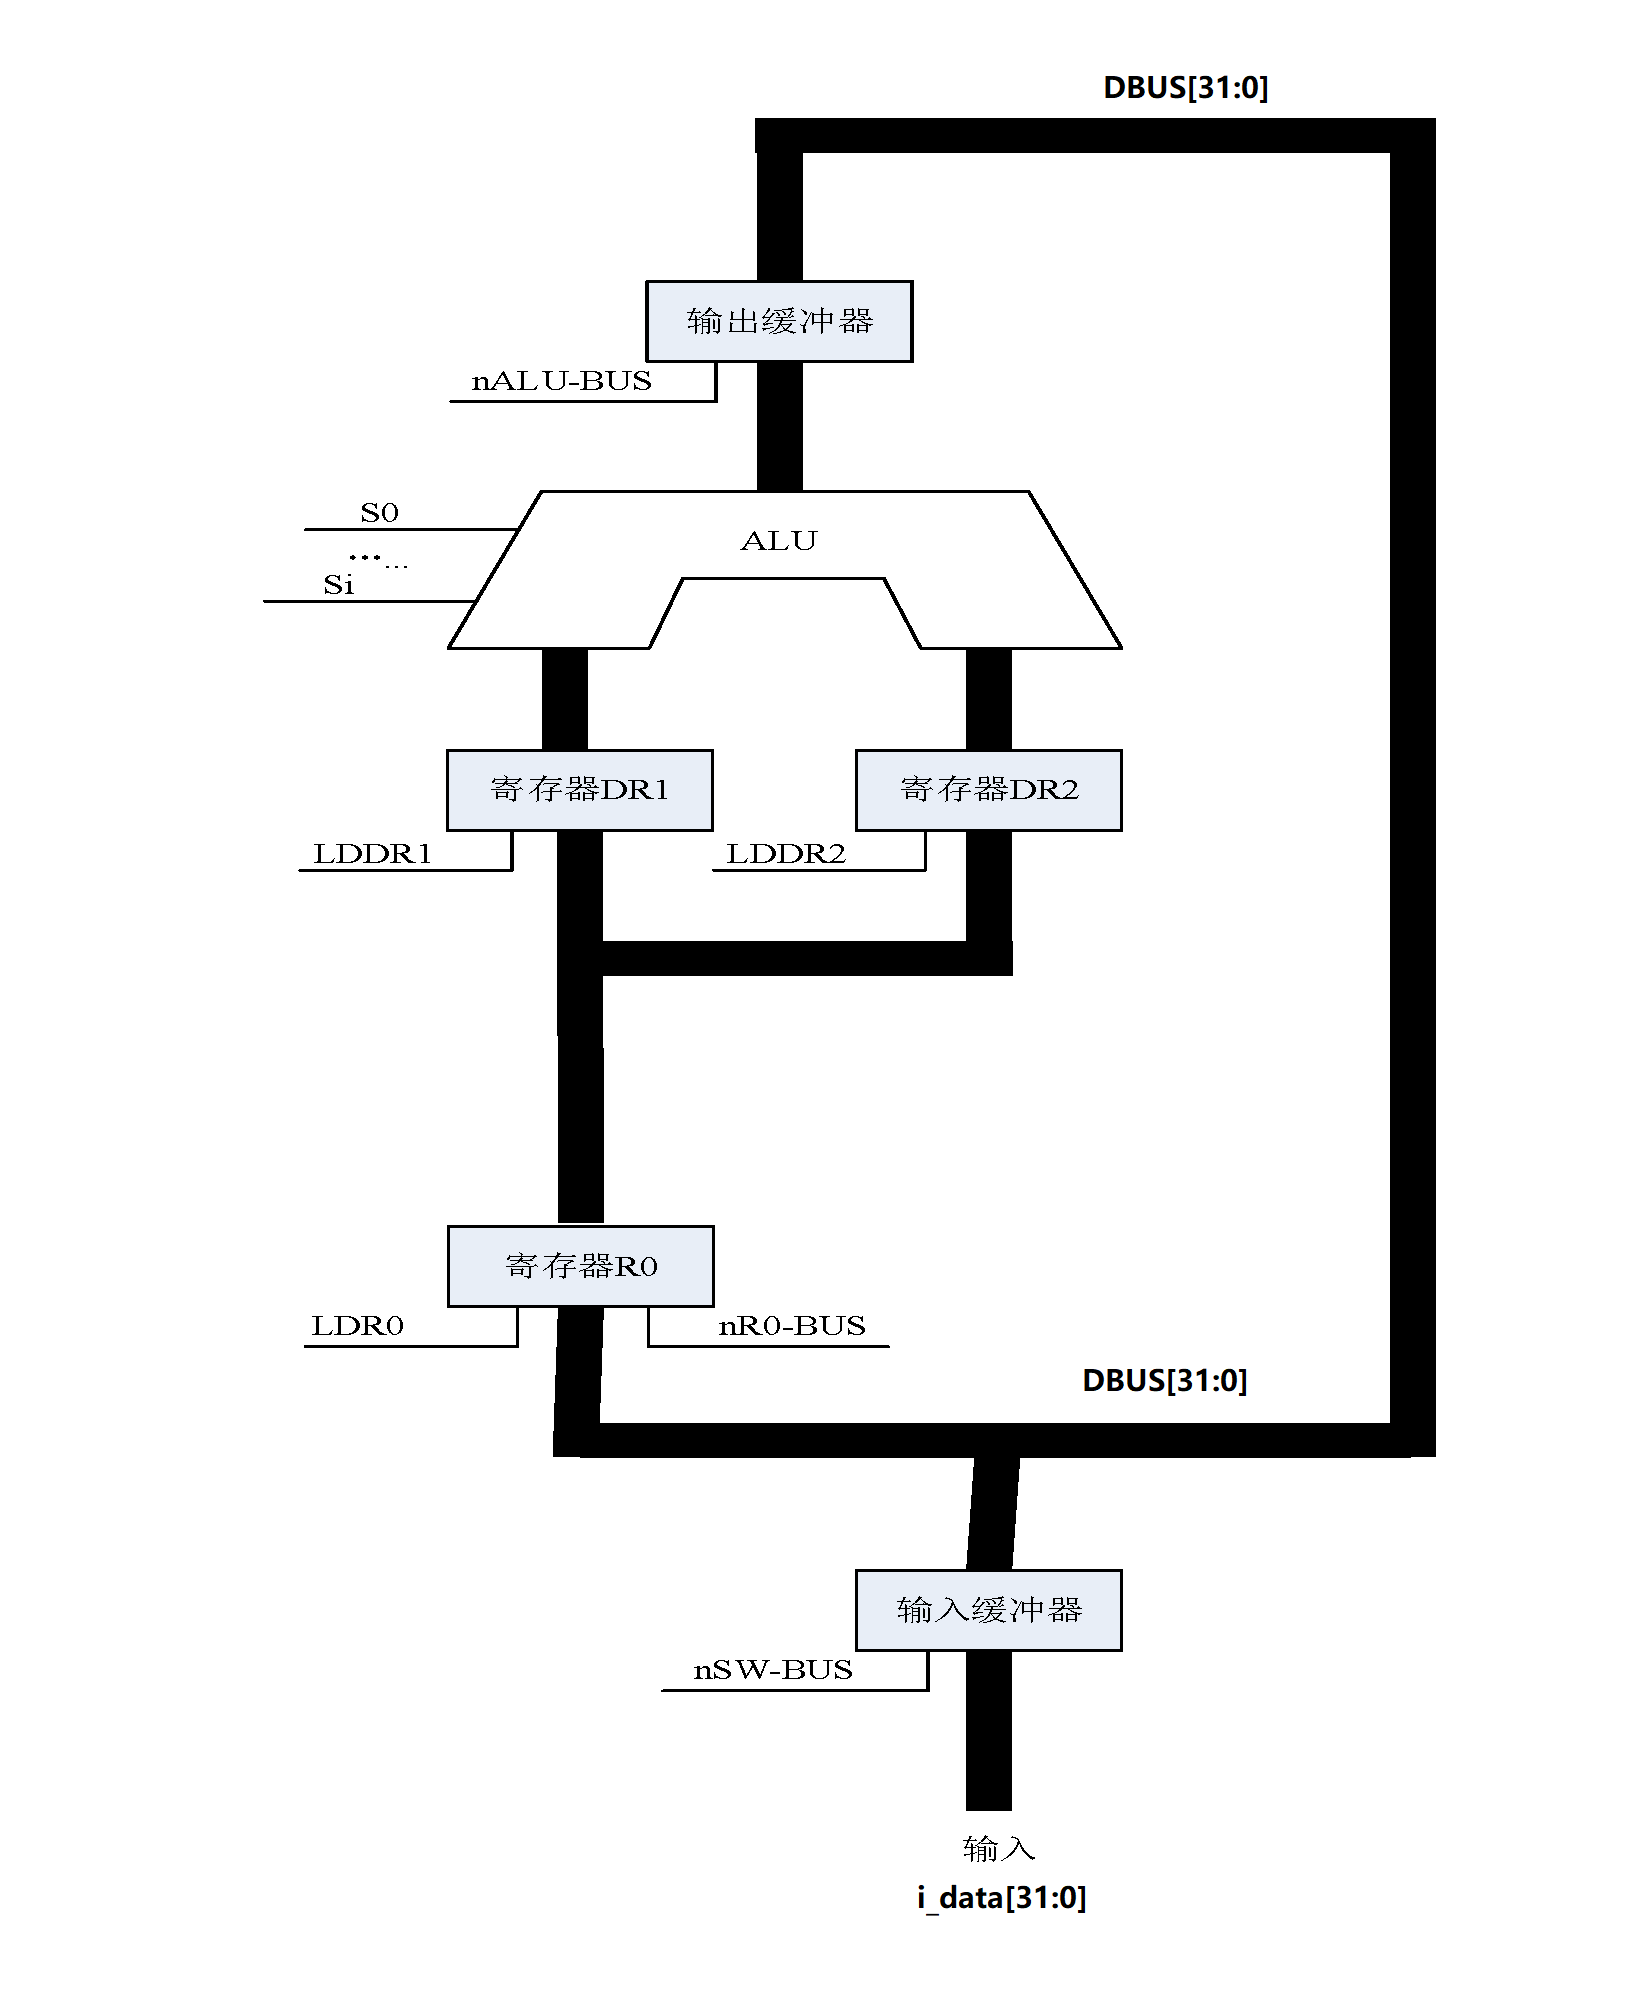 DBUS[31:0]
输出缓冲器
nALU-BUS
S0
ALU
......
Si
寄存器DR1
寄存器DR2
LDDR1
LDDR2
寄存器R0
LDR0
nR0-BUS
DBUS[31:0]
输入缓冲器
nSW-BUS
输入
i_data[31:0]